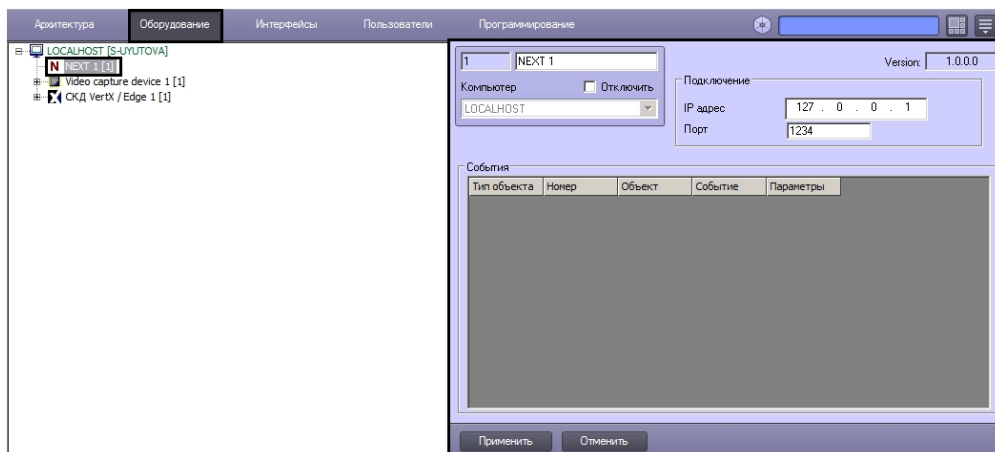 Архитектура Оборудование Интерфейсы Пользователи Программирование
LOCALHOST [S-UYUTOVA]
N NEXT 1 [1]
Video capture device 1 [1]
СКД VertX / Edge 1 [1]
1 NEXT 1
Компьютер Отключить
LOCALHOST
Version: 1.0.0.0
Подключение
IP адрес 127 . 0 . 0 . 1
Порт 1234
События
Тип объекта Номер Объект Событие Параметры
Применить Отменить